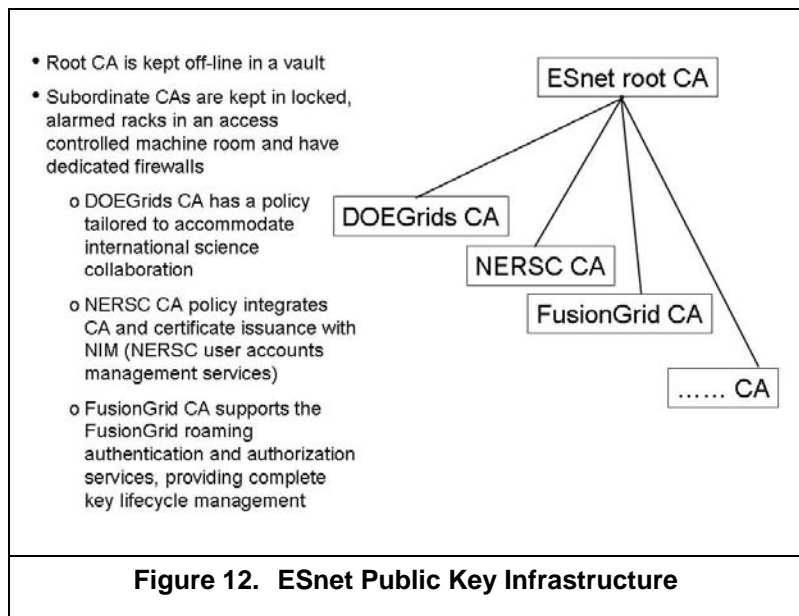 • Root CA is kept off-line in a vault
• Subordinate CAs are kept in locked,
alarmed racks in an access
controlled machine room and have
dedicated firewalls
o DOEGrids CA has a policy
tailored to accommodate
international science
collaboration
o NERSC CA policy integrates
CA and certificate issuance with
NIM (NERSC user accounts
management services)
o FusionGrid CA supports the
FusionGrid roaming
authentication and authorization
services, providing complete
key lifecycle management
ESnet root CA
DOEGrids CA
NERSC CA
FusionGrid CA
…… CA
Figure 12. ESnet Public Key Infrastructure